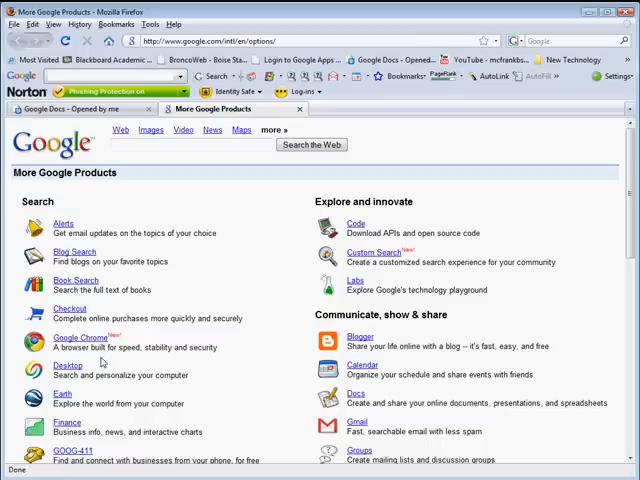 More Google Products - Mozilla Firefox
File Edit View History Bookmarks Tools Help
http://www.google.com/intl/en/options/
Google
Most Visited Blackboard Academic ... BroncoWeb - Boise Sta... Login to Google Apps ... Google Docs - Opened... YouTube - mcfrankbs... New Technology
Google Search Bookmarks PageRank AutoLink AutoFill Settings
Norton Phishing Protection on Identity Safe Log-ins
Google Docs - Opened by me
More Google Products
Google
Web Images Video News Maps more »
Search the Web
More Google Products
Search
Alerts
Get email updates on the topics of your choice
Blog Search
Find blogs on your favorite topics
Book Search
Search the full text of books
Checkout
Complete online purchases more quickly and securely
Google Chrome New!
A browser built for speed, stability and security
Desktop
Search and personalize your computer
Earth
Explore the world from your computer
Finance
Business info, news, and interactive charts
GOOG-411
Find and connect with businesses from your phone, for free
Explore and innovate
Code
Download APIs and open source code
Custom Search New!
Create a customized search experience for your community
Labs
Explore Google's technology playground
Communicate, show & share
Blogger
Share your life online with a blog -- it's fast, easy, and free
Calendar
Organize your schedule and share events with friends
Docs
Create and share your online documents, presentations, and spreadsheets
Gmail
Fast, searchable email with less spam
Groups
Create mailing lists and discussion groups
Done